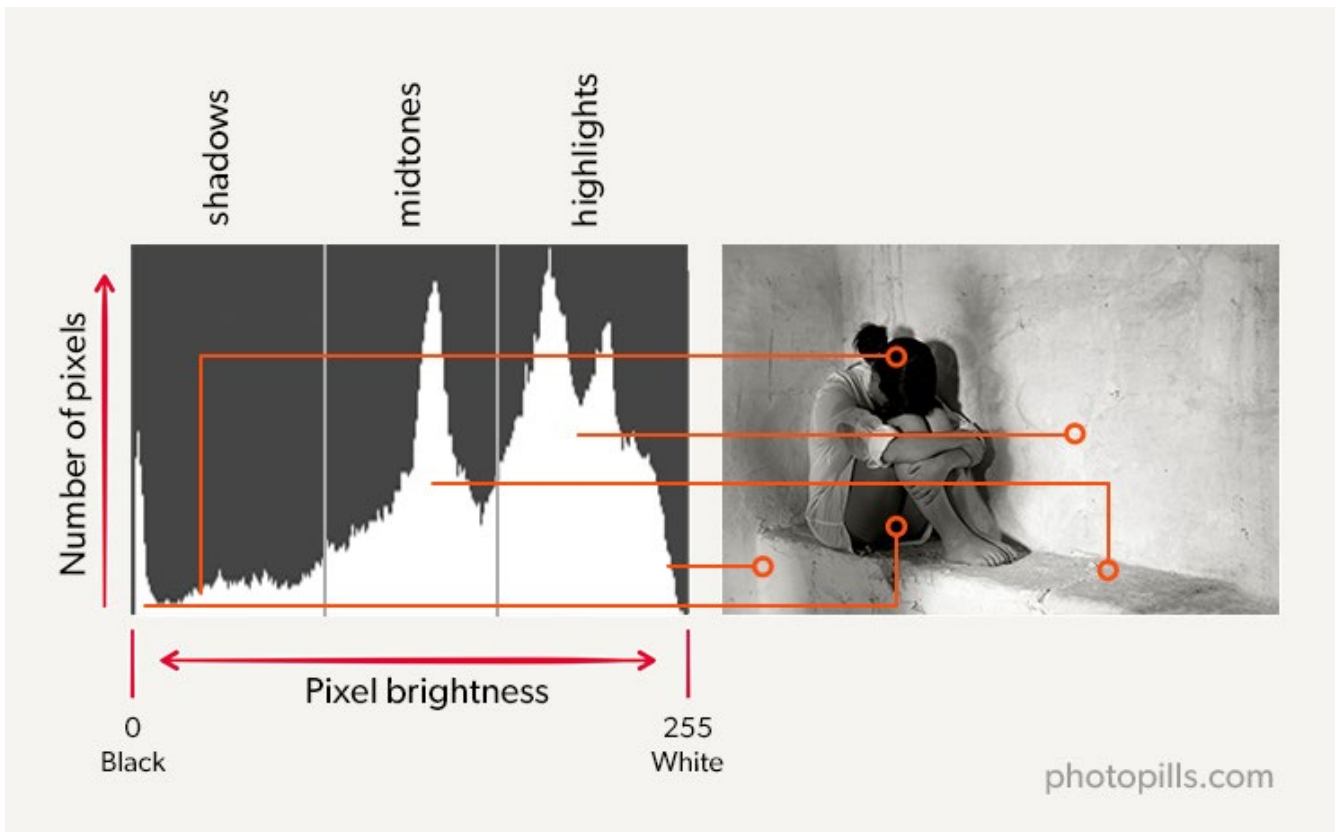 shadows
midtones
highlights
Number of pixels
Pixel brightness
0
Black
255
White
photopills.com